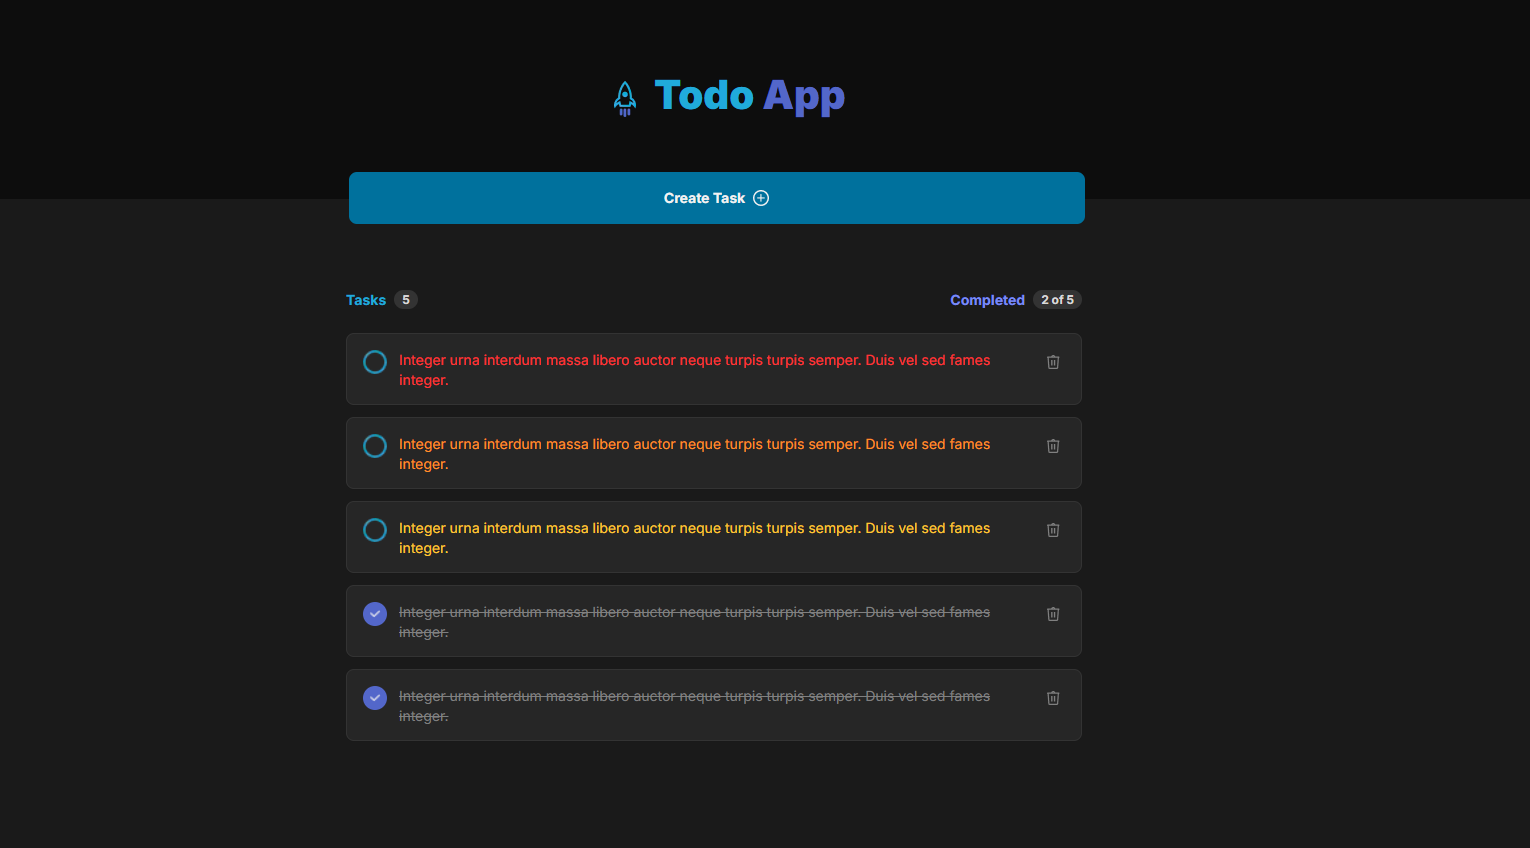 Todo App
Create Task
Tasks 5
Completed 2 of 5
Integer urna interdum massa libero auctor neque turpis turpis semper. Duis vel sed fames
integer.
Integer urna interdum massa libero auctor neque turpis turpis semper. Duis vel sed fames
integer.
Integer urna interdum massa libero auctor neque turpis turpis semper. Duis vel sed fames
integer.
Integer urna interdum massa libero auctor neque turpis turpis semper. Duis vel sed fames
integer.
Integer urna interdum massa libero auctor neque turpis turpis semper. Duis vel sed fames
integer.